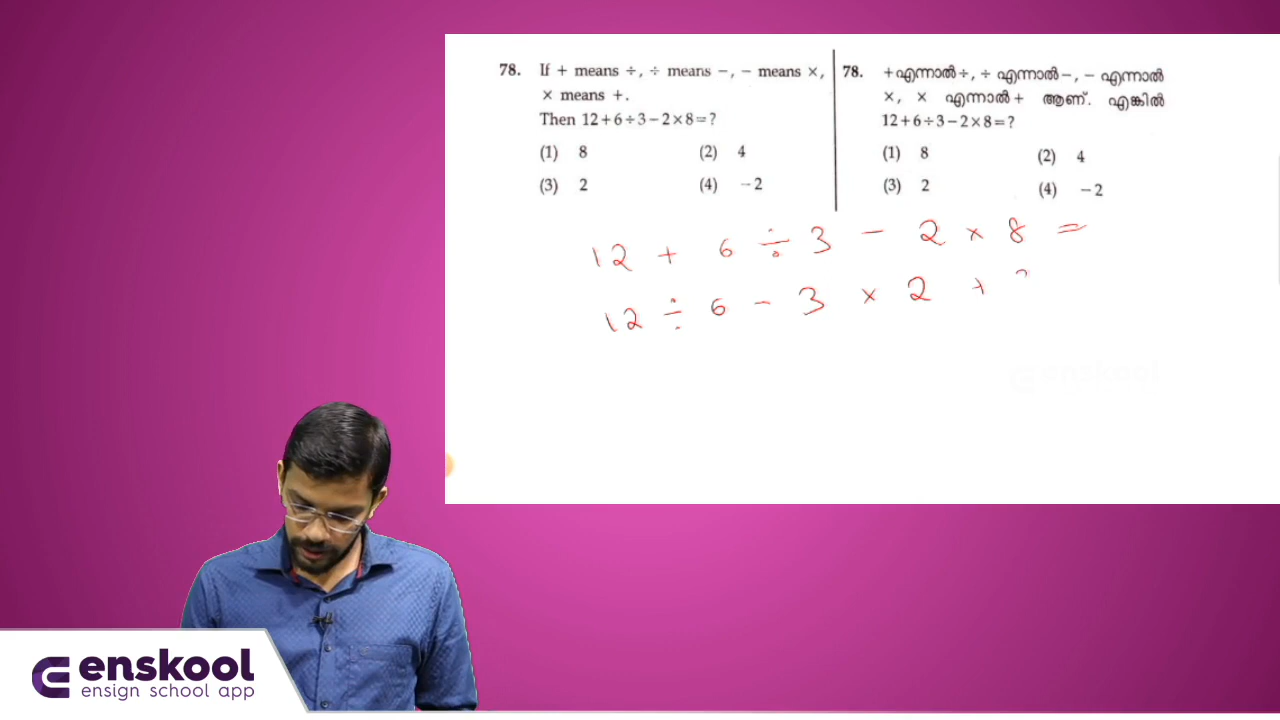 78. If + means ÷, ÷ means −, − means ×,
× means +.
Then 12+6÷3−2×8=?
(1) 8 (2) 4
(3) 2 (4) −2
78. +എന്നാൽ÷, ÷ എന്നാൽ−, − എന്നാൽ
×, × എന്നാൽ+ ആണ്. എങ്കിൽ
12+6÷3−2×8=?
(1) 8 (2) 4
(3) 2 (4) −2
12 + 6 ÷ 3 − 2 × 8 =
12 ÷ 6 − 3 × 2 +
enskool
enskool
ensign school app